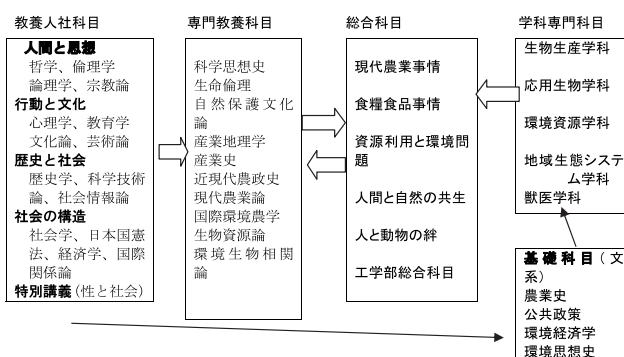 教養人社科目
人間と思想
哲学、倫理学
論理学、宗教論
行動と文化
心理学、教育学
文化論、芸術論
歴史と社会
歴史学、科学技術
論、社会情報論
社会の構造
社会学、日本国憲
法、経済学、国際
関係論
特別講義(性と社会)
専門教養科目
科学思想史
生命倫理
自然保護文化
論
産業地理学
産業史
近現代農政史
現代農業論
国際環境農学
生物資源論
環境生物相関
論
総合科目
現代農業事情
食糧食品事情
資源利用と環境問
題
人間と自然の共生
人と動物の絆
工学部総合科目
学科専門科目
生物生産学科
応用生物学科
環境資源学科
地域生態システ
ム学科
獣医学科
基礎科目(文
系)
農業史
公共政策
環境経済学
環境思想史